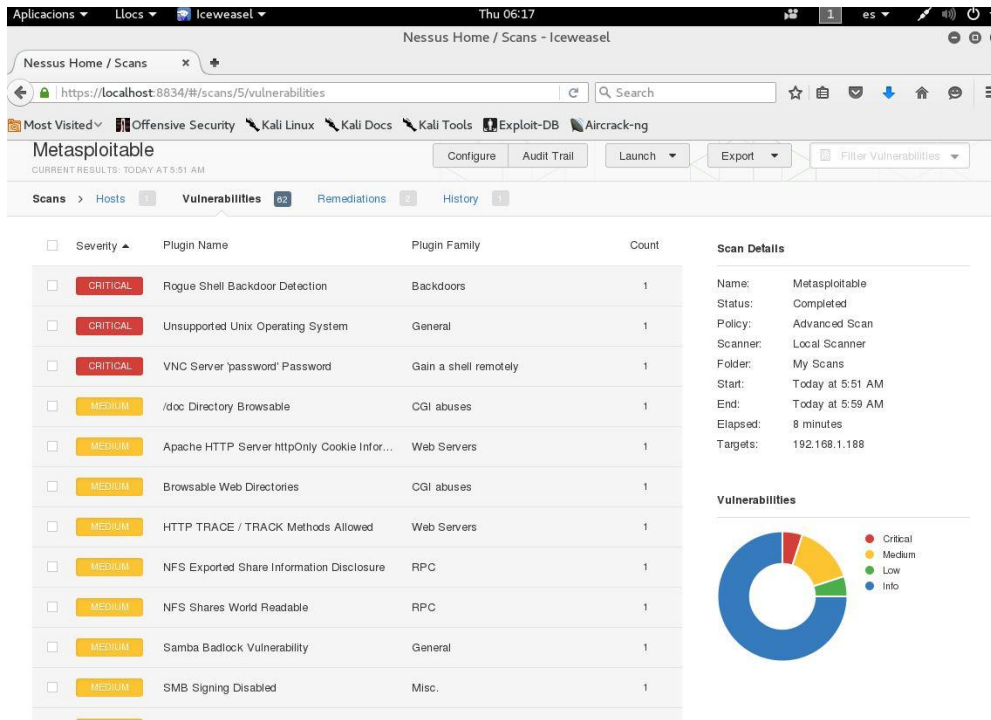 Aplicacions Llocs Iceweasel Thu 06:17 1 es
Nessus Home / Scans - Iceweasel
Nessus Home / Scans
https://localhost:8834/#/scans/5/vulnerabilities Search
Most Visited Offensive Security Kali Linux Kali Docs Kali Tools Exploit-DB Aircrack-ng
Metasploitable
CURRENT RESULTS: TODAY AT 5:51 AM
Configure Audit Trail Launch Export Filter Vulnerabilities
Scans > Hosts 1 Vulnerabilities 62 Remediations 2 History 1
Severity Plugin Name Plugin Family Count
CRITICAL Rogue Shell Backdoor Detection Backdoors 1
CRITICAL Unsupported Unix Operating System General 1
CRITICAL VNC Server 'password' Password Gain a shell remotely 1
MEDIUM /doc Directory Browsable CGI abuses 1
MEDIUM Apache HTTP Server httpOnly Cookie Infor... Web Servers 1
MEDIUM Browsable Web Directories CGI abuses 1
MEDIUM HTTP TRACE / TRACK Methods Allowed Web Servers 1
MEDIUM NFS Exported Share Information Disclosure RPC 1
MEDIUM NFS Shares World Readable RPC 1
MEDIUM Samba Badlock Vulnerability General 1
MEDIUM SMB Signing Disabled Misc. 1
Scan Details
Name: Metasploitable
Status: Completed
Policy: Advanced Scan
Scanner: Local Scanner
Folder: My Scans
Start: Today at 5:51 AM
End: Today at 5:59 AM
Elapsed: 8 minutes
Targets: 192.168.1.188
Vulnerabilities
Critical
Medium
Low
Info